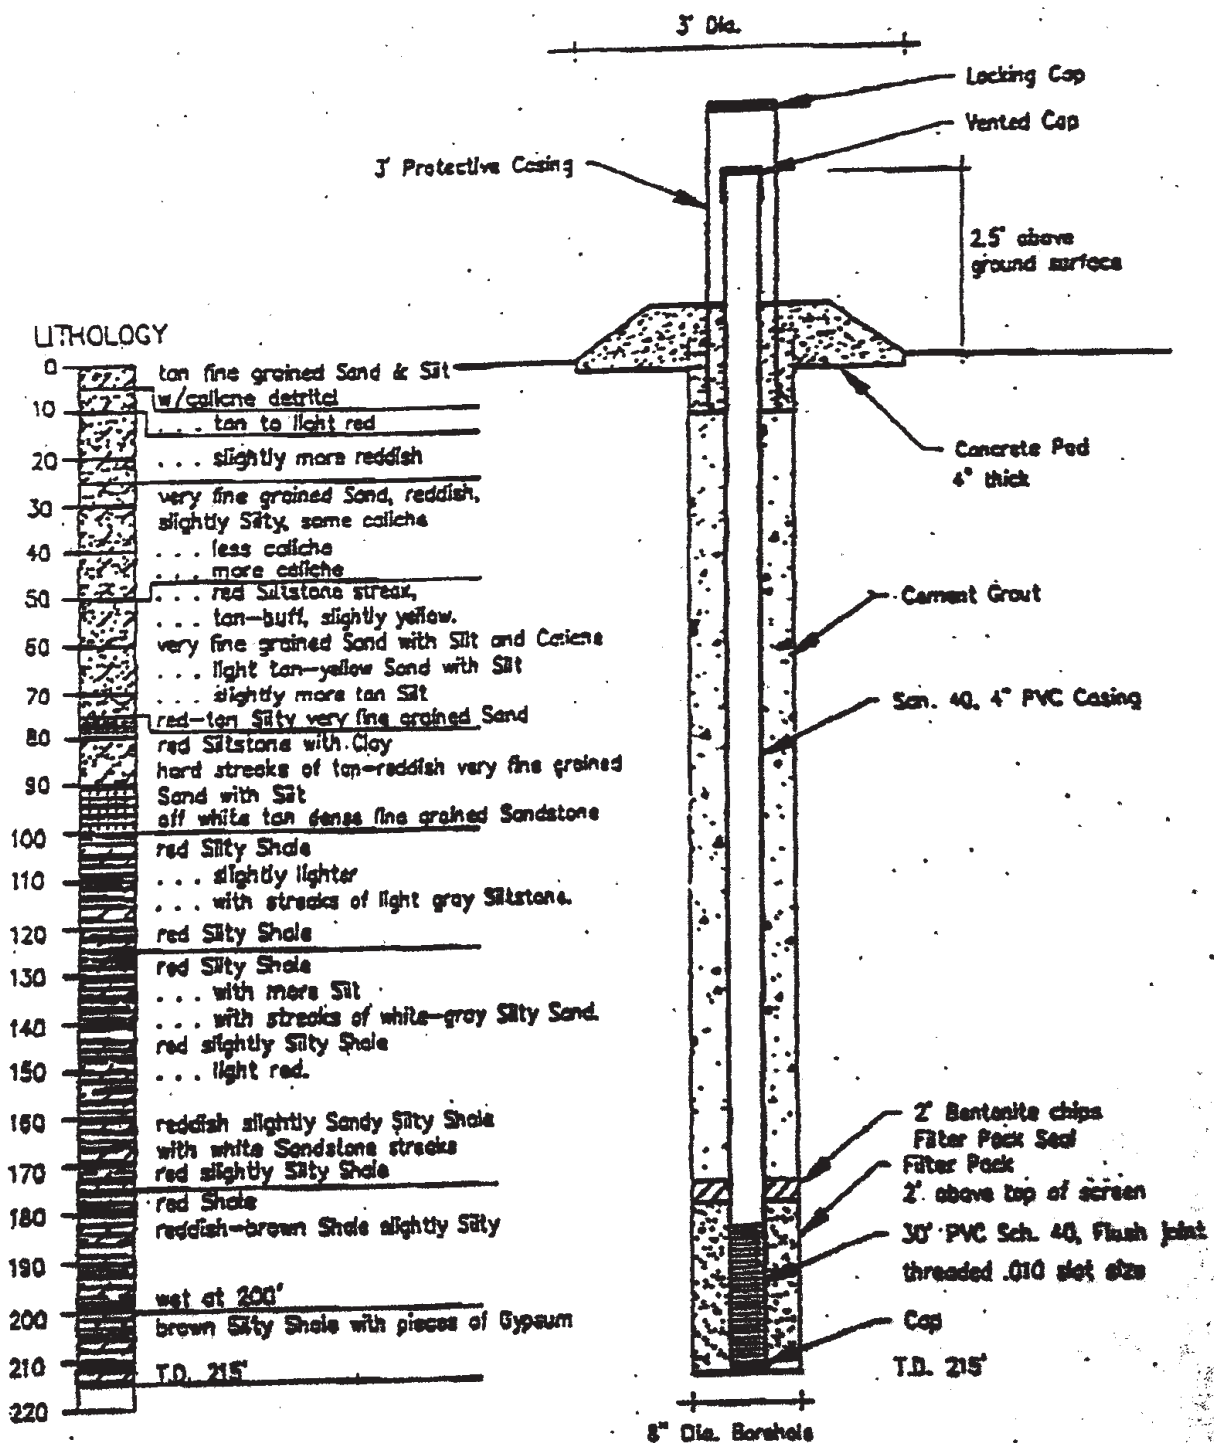 3' Dia.
Locking Cap
Vented Cap
3' Protective Casing
2.5' above
ground surface
LITHOLOGY
0
tan fine grained Sand & Silt
w/caliche detrital
10
. . . tan to light red
20
. . . slightly more reddish
very fine grained Sand, reddish,
30
slightly Silty, some caliche
40
. . . less caliche
. . . more caliche
50
. . . red Siltstone streak,
. . . tan-buff, slightly yellow.
60
very fine grained Sand with Silt and Caliche
. . . light tan-yellow Sand with Silt
70
. . . slightly more tan Silt
red-tan Silty very fine grained Sand
80
red Siltstone with Clay
hard streaks of tan-reddish very fine grained
90
Sand with Silt
off white tan dense fine grained Sandstone
100
red Silty Shale
110
. . . slightly lighter
. . . with streaks of light gray Siltstone.
120
red Silty Shale
130
red Silty Shale
. . . with more Silt
140
. . . with streaks of white-gray Silty Sand.
red slightly Silty Shale
150
. . . light red.
160
reddish slightly Sandy Silty Shale
with white Sandstone streaks
170
red slightly Silty Shale
red Shale
180
reddish-brown Shale slightly Silty
190
wet at 200'
200
brown Silty Shale with pieces of Gypsum
210
T.D. 215'
220
Concrete Pad
4" thick
Cement Grout
Sch. 40, 4" PVC Casing
2' Bentonite chips
Filter Pack Seal
Filter Pack
2' above top of screen
30' PVC Sch. 40, Flush joint
threaded .010 slot size
Cap
T.D. 215'
8" Dia. Borehole